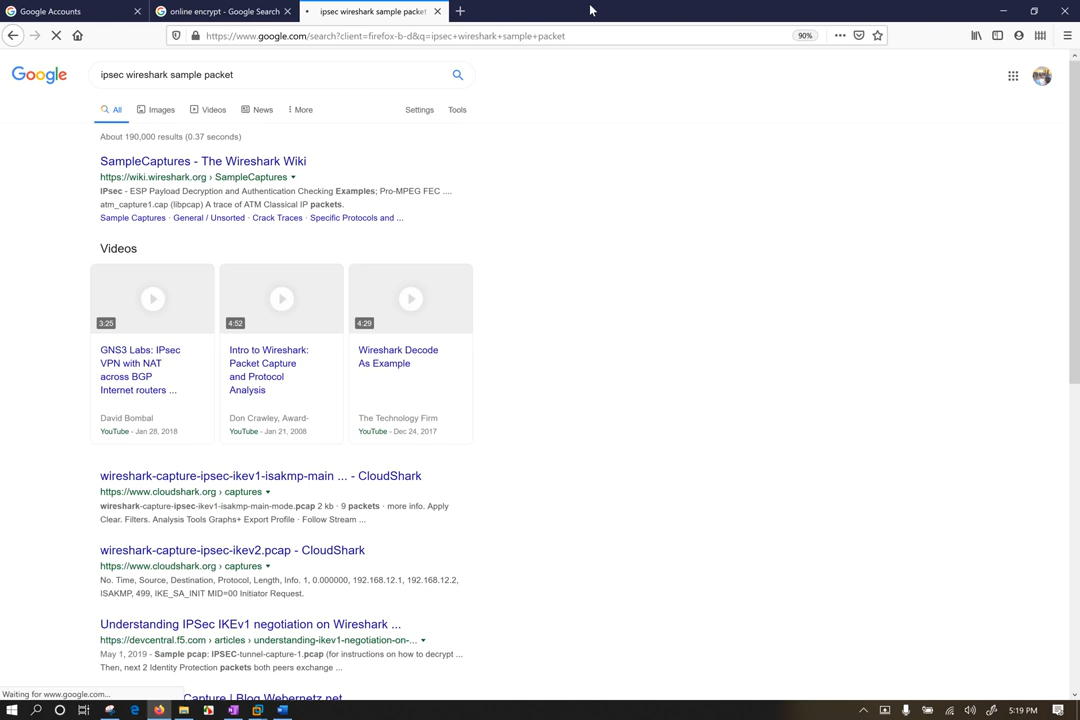 Google Accounts
online encrypt - Google Search
ipsec wireshark sample packet
https://www.google.com/search?client=firefox-b-d&q=ipsec+wireshark+sample+packet
90%
Google
ipsec wireshark sample packet
All
Images
Videos
News
More
Settings
Tools
About 190,000 results (0.37 seconds)
SampleCaptures - The Wireshark Wiki
https://wiki.wireshark.org › SampleCaptures
IPsec - ESP Payload Decryption and Authentication Checking Examples; Pro-MPEG FEC ....
atm_capture1.cap (libpcap) A trace of ATM Classical IP packets.
Sample Captures · General / Unsorted · Crack Traces · Specific Protocols and ...
Videos
3:25
4:52
4:29
GNS3 Labs: IPsec
VPN with NAT
across BGP
Internet routers ...
David Bombal
YouTube - Jan 28, 2018
Intro to Wireshark:
Packet Capture
and Protocol
Analysis
Don Crawley, Award-
YouTube - Jan 21, 2008
Wireshark Decode
As Example
The Technology Firm
YouTube - Dec 24, 2017
wireshark-capture-ipsec-ikev1-isakmp-main ... - CloudShark
https://www.cloudshark.org › captures
wireshark-capture-ipsec-ikev1-isakmp-main-mode.pcap 2 kb · 9 packets · more info. Apply
Clear. Filters. Analysis Tools Graphs+ Export Profile · Follow Stream ...
wireshark-capture-ipsec-ikev2.pcap - CloudShark
https://www.cloudshark.org › captures
No. Time, Source, Destination, Protocol, Length, Info. 1, 0.000000, 192.168.12.1, 192.168.12.2,
ISAKMP, 499, IKE_SA_INIT MID=00 Initiator Request.
Understanding IPSec IKEv1 negotiation on Wireshark ...
https://devcentral.f5.com › articles › understanding-ikev1-negotiation-on-...
May 1, 2019 - Sample pcap: IPSEC-tunnel-capture-1.pcap (for instructions on how to decrypt ...
Then, next 2 Identity Protection packets both peers exchange ...
Capture | Blog Webernetz.net
Waiting for www.google.com...
5:19 PM